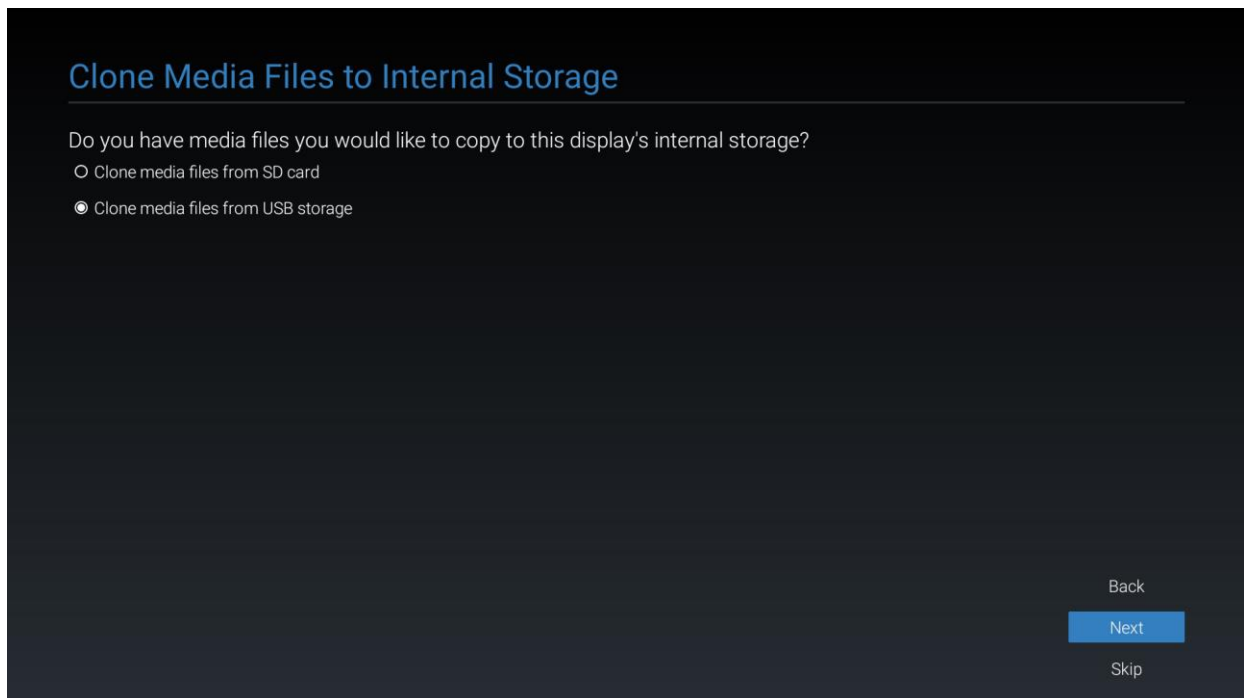 Clone Media Files to Internal Storage
Do you have media files you would like to copy to this display's internal storage?
Clone media files from SD card
Clone media files from USB storage
Back
Next
Skip